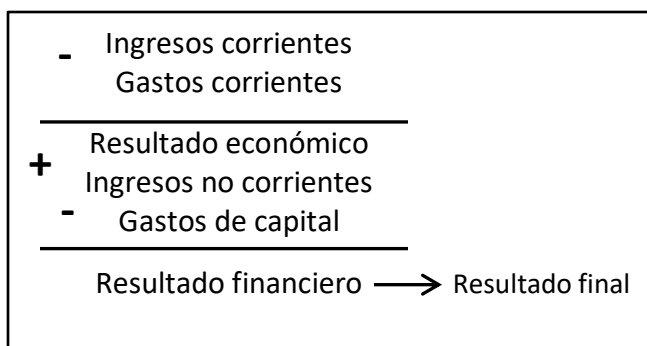 - Ingresos corrientes
Gastos corrientes
Resultado económico
+ Ingresos no corrientes
- Gastos de capital
Resultado financiero → Resultado final